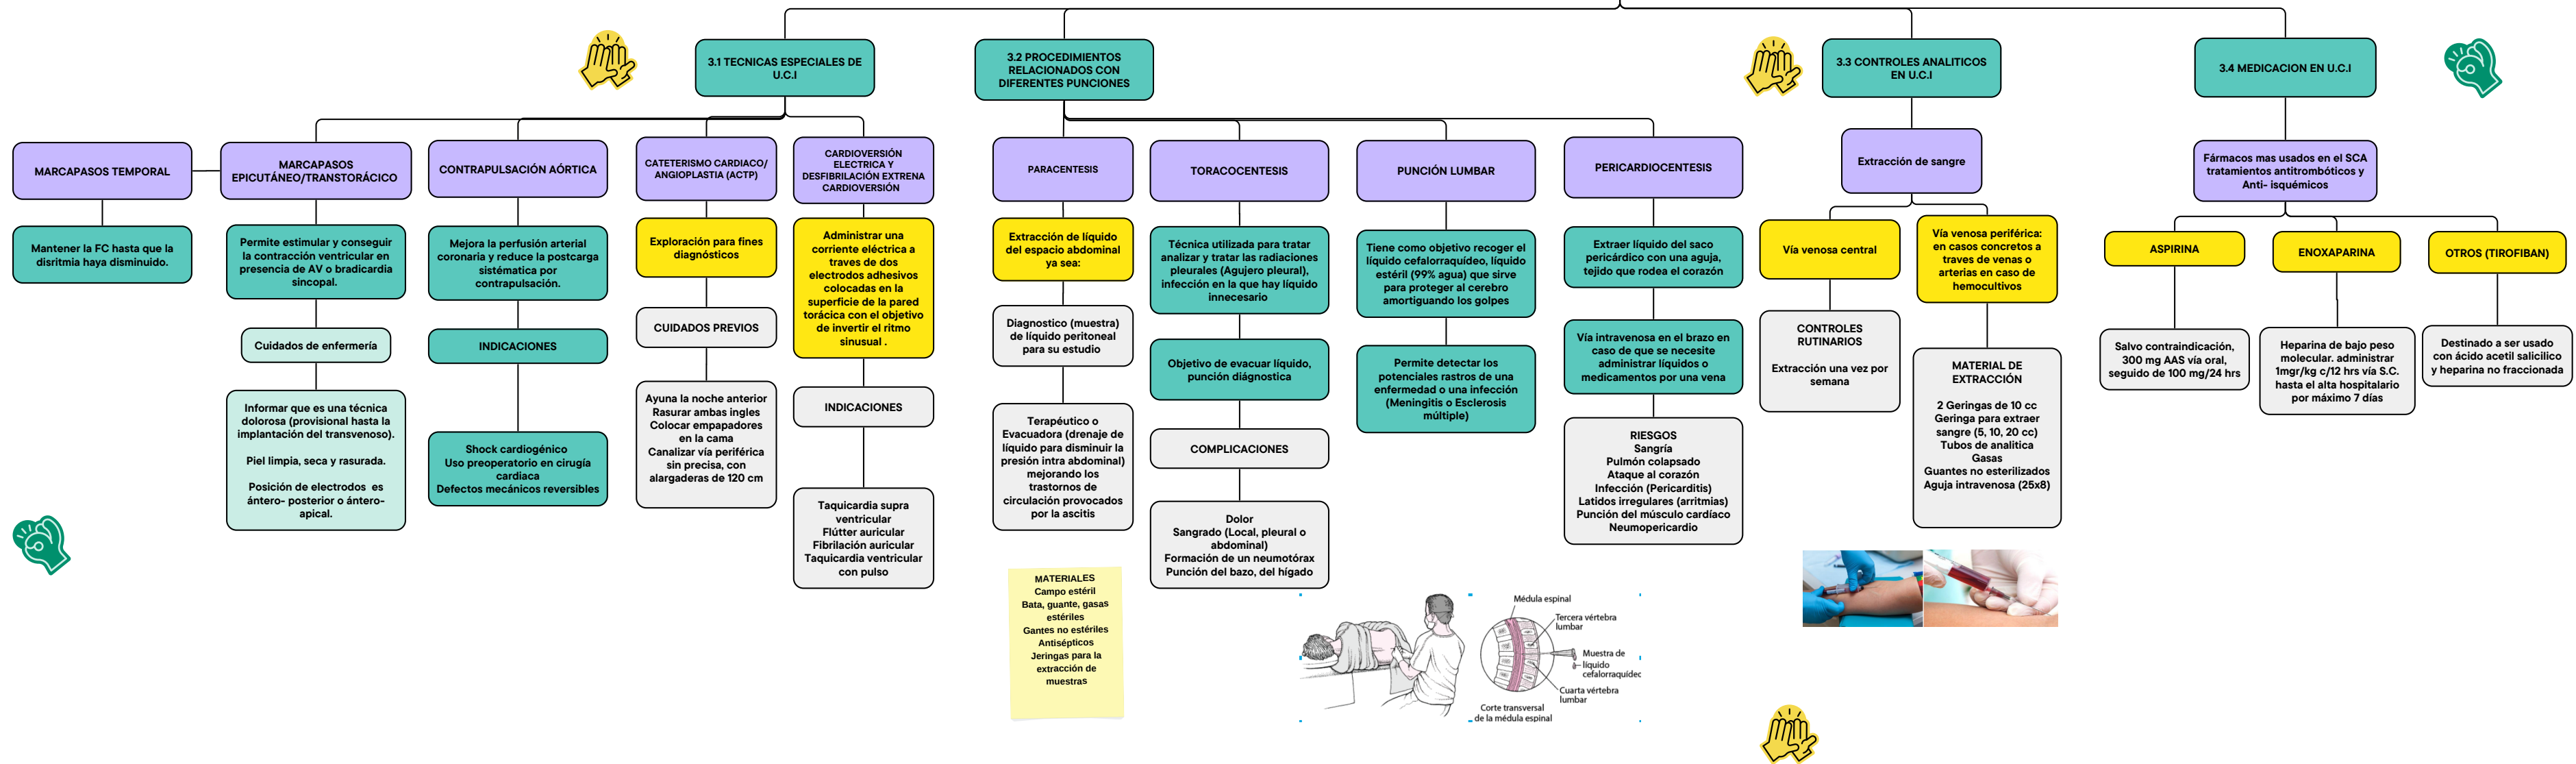 3.1 TECNICAS ESPECIALES DE
U.C.I
3.2 PROCEDIMIENTOS
RELACIONADOS CON
DIFERENTES PUNCIONES
3.3 CONTROLES ANALITICOS
EN U.C.I
3.4 MEDICACION EN U.C.I
MARCAPASOS TEMPORAL
Mantener la FC hasta que la
disritmia haya disminuido.
MARCAPASOS
EPICUTÁNEO/TRANSTORÁCICO
Permite estimular y conseguir
la contracción ventricular en
presencia de AV o bradicardia
sincopal.
Cuidados de enfermería
Informar que es una técnica
dolorosa (provisional hasta la
implantación del transvenoso).
Piel limpia, seca y rasurada.
Posición de electrodos es
ántero- posterior o ántero-
apical.
CONTRAPULSACIÓN AÓRTICA
Mejora la perfusión arterial
coronaria y reduce la postcarga
sistématica por
contrapulsación.
INDICACIONES
Shock cardiogénico
Uso preoperatorio en cirugía
cardiaca
Defectos mecánicos reversibles
CATETERISMO CARDIACO/
ANGIOPLASTIA (ACTP)
Exploración para fines
diagnósticos
CUIDADOS PREVIOS
Ayuna la noche anterior
Rasurar ambas ingles
Colocar empapadores
en la cama
Canalizar vía periférica
sin precisa, con
alargaderas de 120 cm
CARDIOVERSIÓN
ELECTRICA Y
DESFIBRILACIÓN EXTRENA
CARDIOVERSIÓN
Administrar una
corriente eléctrica a
traves de dos
electrodos adhesivos
colocadas en la
superficie de la pared
torácica con el objetivo
de invertir el ritmo
sinusual .
INDICACIONES
Taquicardia supra
ventricular
Flútter auricular
Fibrilación auricular
Taquicardia ventricular
con pulso
PARACENTESIS
Extracción de líquido
del espacio abdominal
ya sea:
Diagnostico (muestra)
de líquido peritoneal
para su estudio
Terapéutico o
Evacuadora (drenaje de
líquido para disminuir la
presión intra abdominal)
mejorando los
trastornos de
circulación provocados
por la ascitis
MATERIALES
Campo estéril
Bata, guante, gasas
estériles
Gantes no estériles
Antisépticos
Jeringas para la
extracción de
muestras
TORACOCENTESIS
Técnica utilizada para tratar
analizar y tratar las radiaciones
pleurales (Agujero pleural),
infección en la que hay líquido
innecesario
Objetivo de evacuar líquido,
punción diágnostica
COMPLICACIONES
Dolor
Sangrado (Local, pleural o
abdominal)
Formación de un neumotórax
Punción del bazo, del hígado
PUNCIÓN LUMBAR
Tiene como objetivo recoger el
líquido cefalorraquídeo, líquido
estéril (99% agua) que sirve
para proteger al cerebro
amortiguando los golpes
Permite detectar los
potenciales rastros de una
enfermedad o una infección
(Meningitis o Esclerosis
múltiple)
Médula espinal
Tercera vértebra
lumbar
Muestra de
líquido
cefalorraquídec
Cuarta vértebra
lumbar
Corte transversal
de la médula espinal
PERICARDIOCENTESIS
Extraer líquido del saco
pericárdico con una aguja,
tejido que rodea el corazón
Vía intravenosa en el brazo en
caso de que se necesite
administrar líquidos o
medicamentos por una vena
RIESGOS
Sangría
Pulmón colapsado
Ataque al corazón
Infección (Pericarditis)
Latidos irregulares (arritmias)
Punción del músculo cardíaco
Neumopericardio
Extracción de sangre
Vía venosa central
CONTROLES
RUTINARIOS
Extracción una vez por
semana
Vía venosa periférica:
en casos concretos a
traves de venas o
arterias en caso de
hemocultivos
MATERIAL DE
EXTRACCIÓN
2 Geringas de 10 cc
Geringa para extraer
sangre (5, 10, 20 cc)
Tubos de analitica
Gasas
Guantes no esterilizados
Aguja intravenosa (25x8)
Fármacos mas usados en el SCA
tratamientos antitrombóticos y
Anti- isquémicos
ASPIRINA
Salvo contraindicación,
300 mg AAS vía oral,
seguido de 100 mg/24 hrs
ENOXAPARINA
Heparina de bajo peso
molecular. administrar
1mgr/kg c/12 hrs vía S.C.
hasta el alta hospitalario
por máximo 7 días
OTROS (TIROFIBAN)
Destinado a ser usado
con ácido acetil salicilico
y heparina no fraccionada